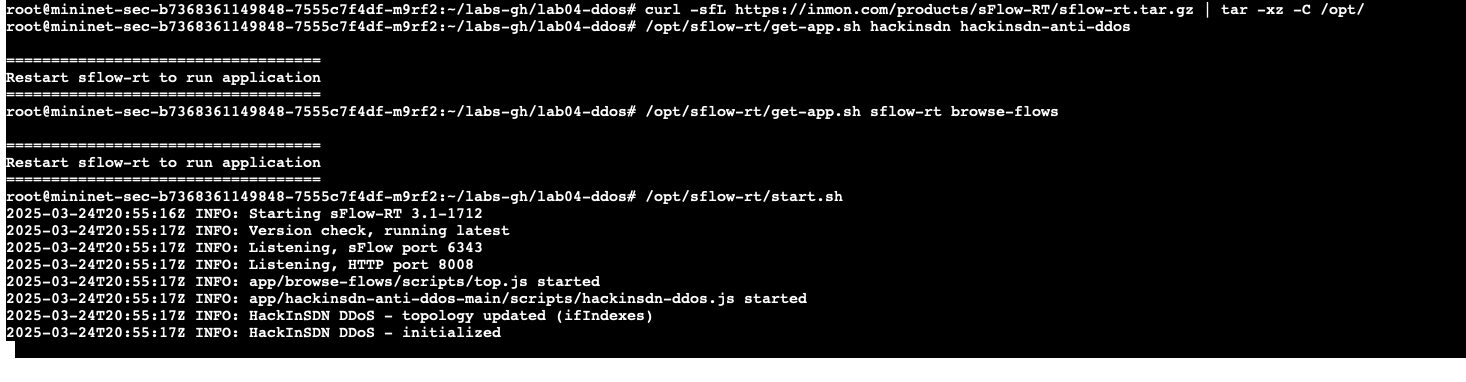 root@mininet-sec-b7368361149848-7555c7f4df-m9rf2:~/labs-gh/lab04-ddos# curl -sfL https://inmon.com/products/sFlow-RT/sflow-rt.tar.gz | tar -xz -C /opt/
root@mininet-sec-b7368361149848-7555c7f4df-m9rf2:~/labs-gh/lab04-ddos# /opt/sflow-rt/get-app.sh hackinsdn hackinsdn-anti-ddos
===================================
Restart sflow-rt to run application
===================================
root@mininet-sec-b7368361149848-7555c7f4df-m9rf2:~/labs-gh/lab04-ddos# /opt/sflow-rt/get-app.sh sflow-rt browse-flows
===================================
Restart sflow-rt to run application
===================================
root@mininet-sec-b7368361149848-7555c7f4df-m9rf2:~/labs-gh/lab04-ddos# /opt/sflow-rt/start.sh
2025-03-24T20:55:16Z INFO: Starting sFlow-RT 3.1-1712
2025-03-24T20:55:17Z INFO: Version check, running latest
2025-03-24T20:55:17Z INFO: Listening, sFlow port 6343
2025-03-24T20:55:17Z INFO: Listening, HTTP port 8008
2025-03-24T20:55:17Z INFO: app/browse-flows/scripts/top.js started
2025-03-24T20:55:17Z INFO: app/hackinsdn-anti-ddos-main/scripts/hackinsdn-ddos.js started
2025-03-24T20:55:17Z INFO: HackInSDN DDoS - topology updated (ifIndexes)
2025-03-24T20:55:17Z INFO: HackInSDN DDoS - initialized